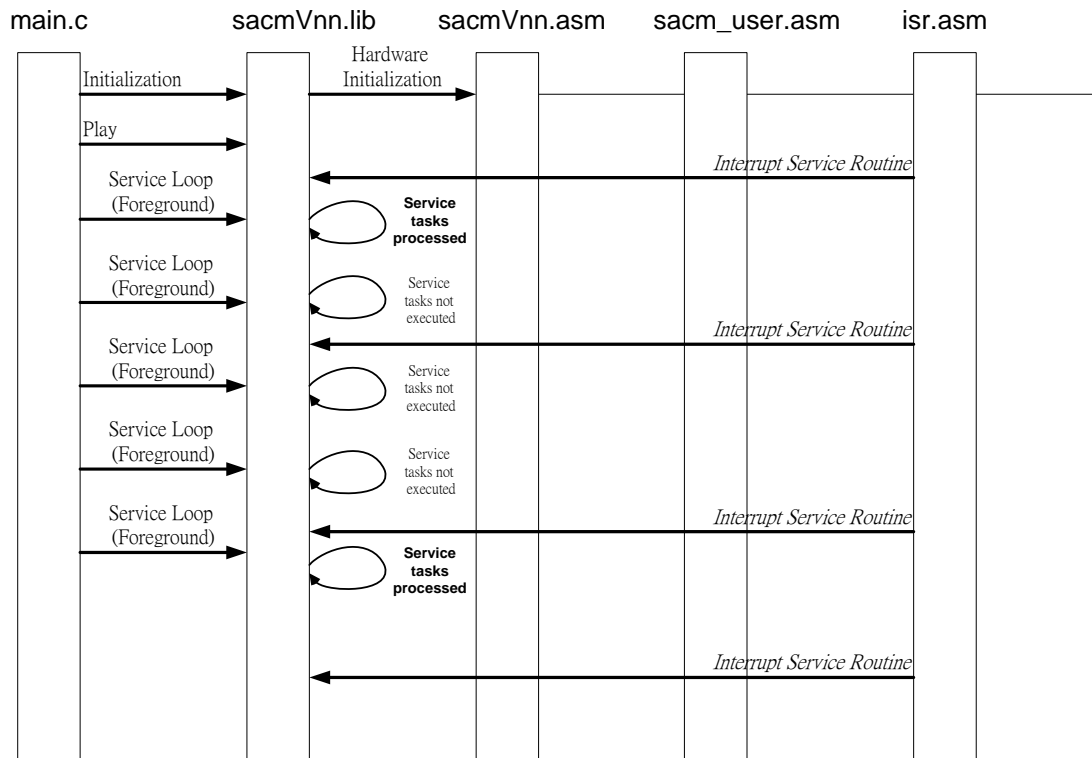 main.c sacmVnn.lib sacmVnn.asm sacm_user.asm isr.asm
Hardware
Initialization
Initialization
Play
Interrupt Service Routine
Service Loop
(Foreground)
Service
tasks
processed
Service Loop
(Foreground)
Service
tasks not
executed
Interrupt Service Routine
Service Loop
(Foreground)
Service
tasks not
executed
Service Loop
(Foreground)
Service
tasks not
executed
Interrupt Service Routine
Service Loop
(Foreground)
Service
tasks
processed
Interrupt Service Routine